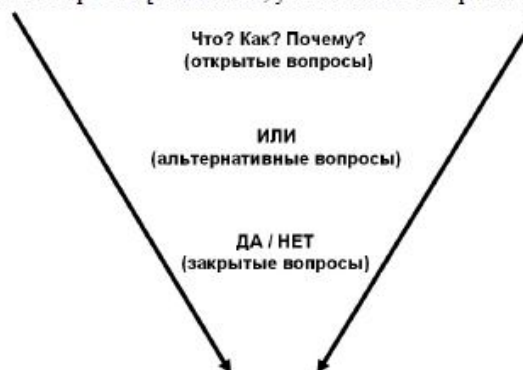 Что? Как? Почему?
(открытые вопросы)
ИЛИ
(альтернативные вопросы)
ДА / НЕТ
(закрытые вопросы)